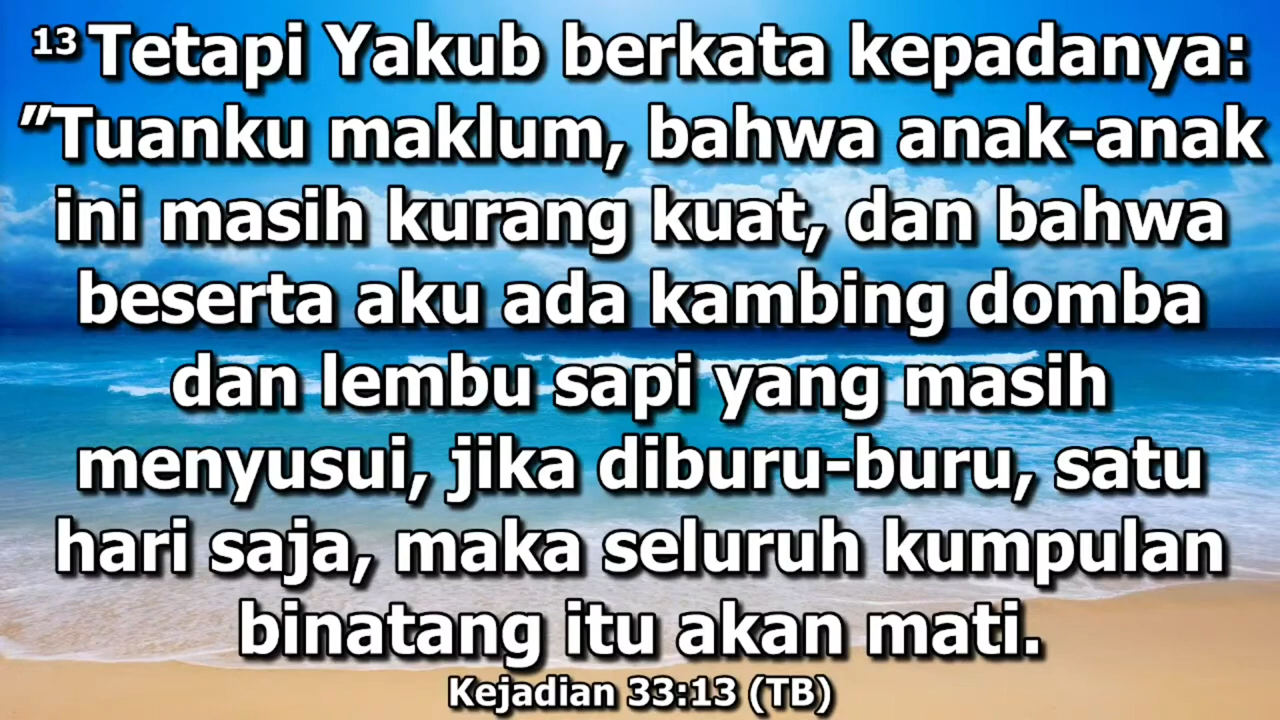 13 Tetapi Yakub berkata kepadanya:
"Tuanku maklum, bahwa anak-anak
ini masih kurang kuat, dan bahwa
beserta aku ada kambing domba
dan lembu sapi yang masih
menyusui, jika diburu-buru, satu
hari saja, maka seluruh kumpulan
binatang itu akan mati.
Kejadian 33:13 (TB)